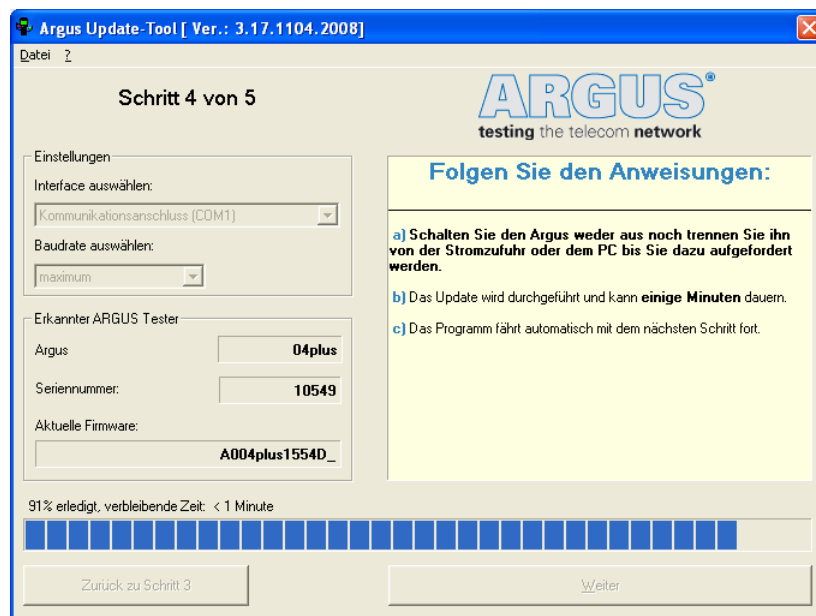 Argus Update-Tool [ Ver.: 3.17.1104.2008]
Datei ?
Schritt 4 von 5
ARGUS®
testing the telecom network
Einstellungen
Interface auswählen:
Kommunikationsanschluss (COM1)
Baudrate auswählen:
maximum
Erkannter ARGUS Tester
Argus
04plus
Seriennummer:
10549
Aktuelle Firmware:
A004plus1554D_
Folgen Sie den Anweisungen:
a) Schalten Sie den Argus weder aus noch trennen Sie ihn
von der Stromzufuhr oder dem PC bis Sie dazu aufgefordert
werden.
b) Das Update wird durchgeführt und kann einige Minuten dauern.
c) Das Programm fährt automatisch mit dem nächsten Schritt fort.
91% erledigt, verbleibende Zeit: < 1 Minute
Zurück zu Schritt 3
Weiter